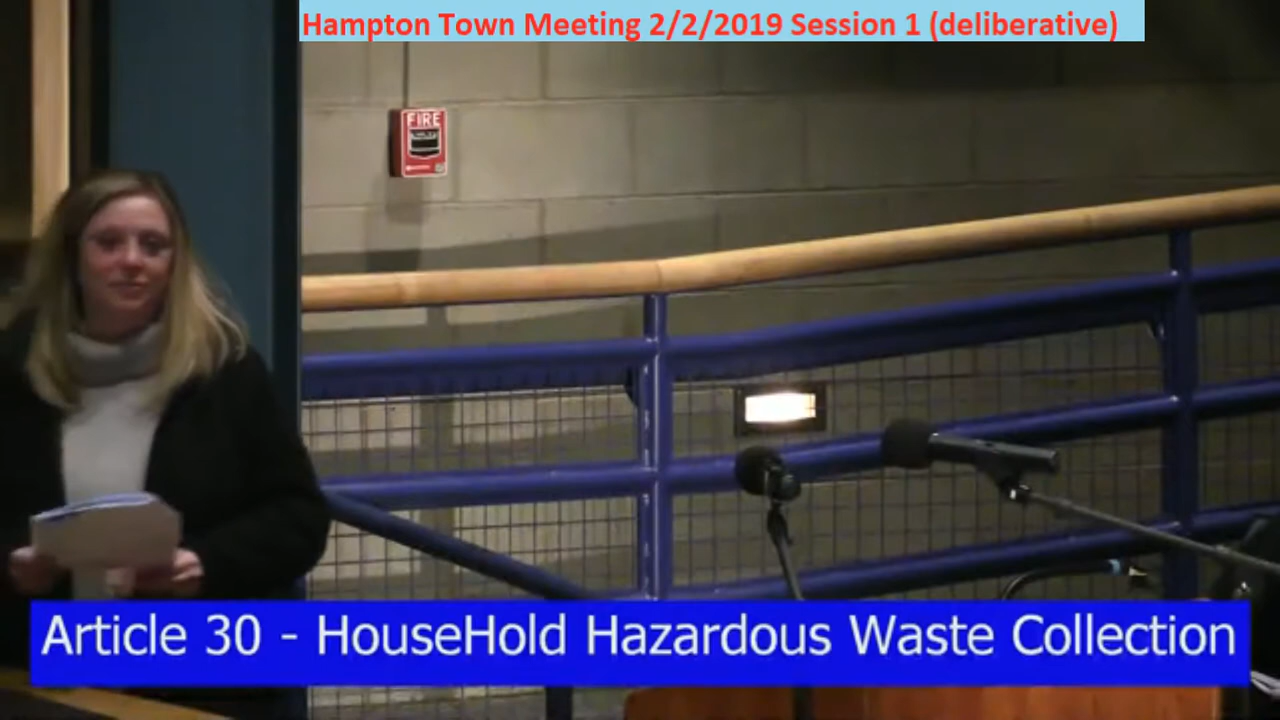 Hampton Town Meeting 2/2/2019 Session 1 (deliberative)
FIRE
Article 30 - HouseHold Hazardous Waste Collection